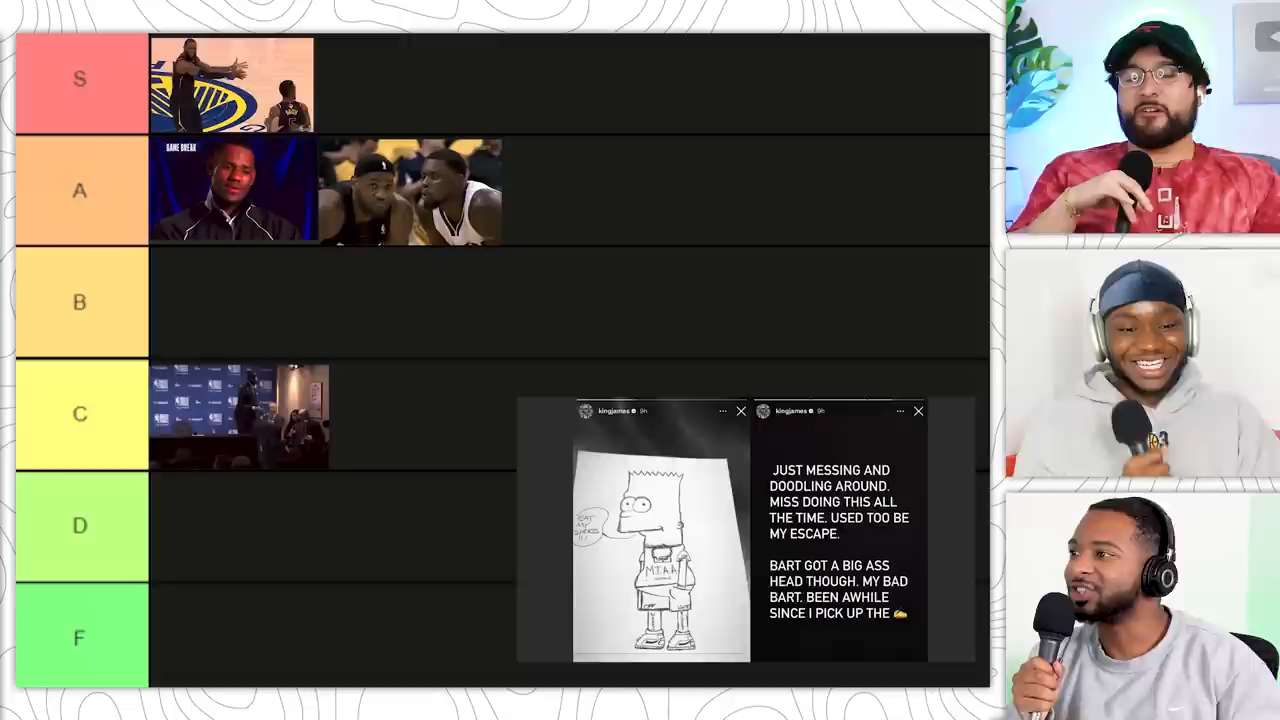 S
A
GAME BREAK
B
C
D
F
kingjames 9h
"EAT
MY
SHORTS
!!!
M.T.A.A
kingjames 9h
JUST MESSING AND
DOODLING AROUND.
MISS DOING THIS ALL
THE TIME. USED TOO BE
MY ESCAPE.
BART GOT A BIG ASS
HEAD THOUGH. MY BAD
BART. BEEN AWHILE
SINCE I PICK UP THE ✍️